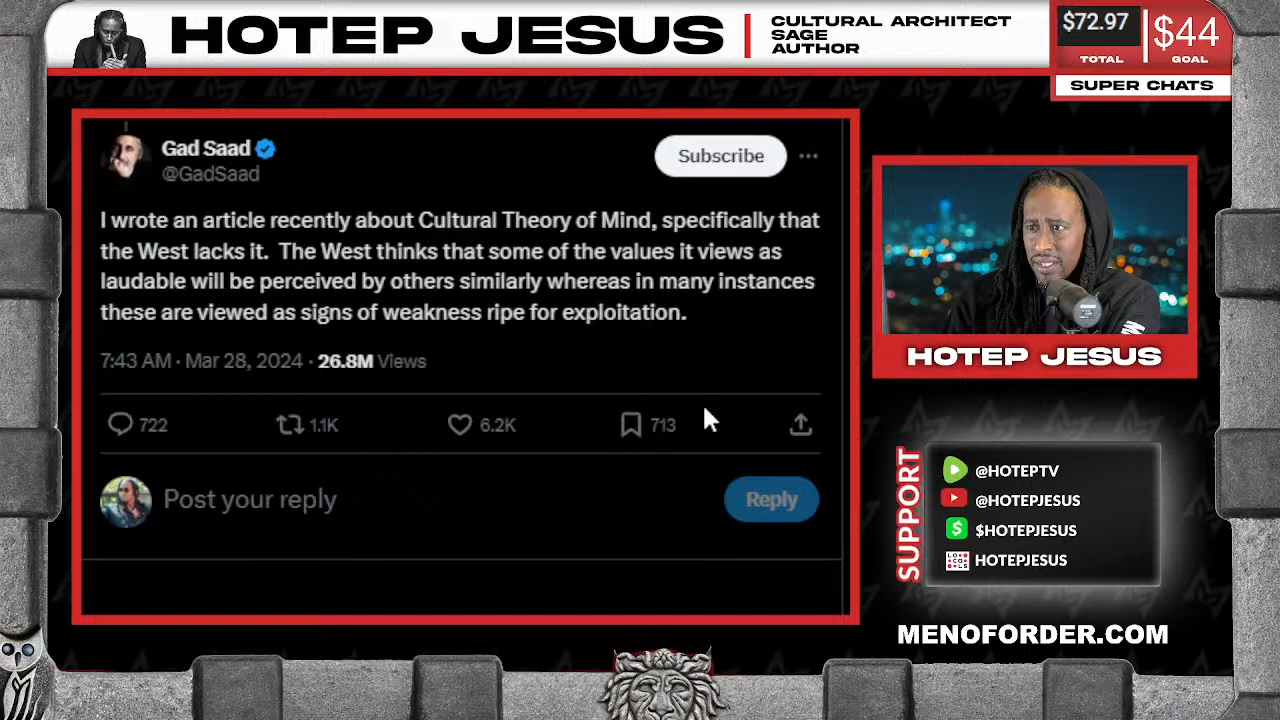 HOTEP JESUS
CULTURAL ARCHITECT
SAGE
AUTHOR
$72.97
TOTAL
$44
GOAL
SUPER CHATS
Gad Saad
@GadSaad
Subscribe
I wrote an article recently about Cultural Theory of Mind, specifically that
the West lacks it.  The West thinks that some of the values it views as
laudable will be perceived by others similarly whereas in many instances
these are viewed as signs of weakness ripe for exploitation.
7:43 AM · Mar 28, 2024 · 26.8M Views
722 1.1K 6.2K 713
Post your reply
Reply
HOTEP JESUS
SUPPORT
@HOTEPTV
@HOTEPJESUS
$HOTEPJESUS
HOTEPJESUS
MENOFORDER.COM